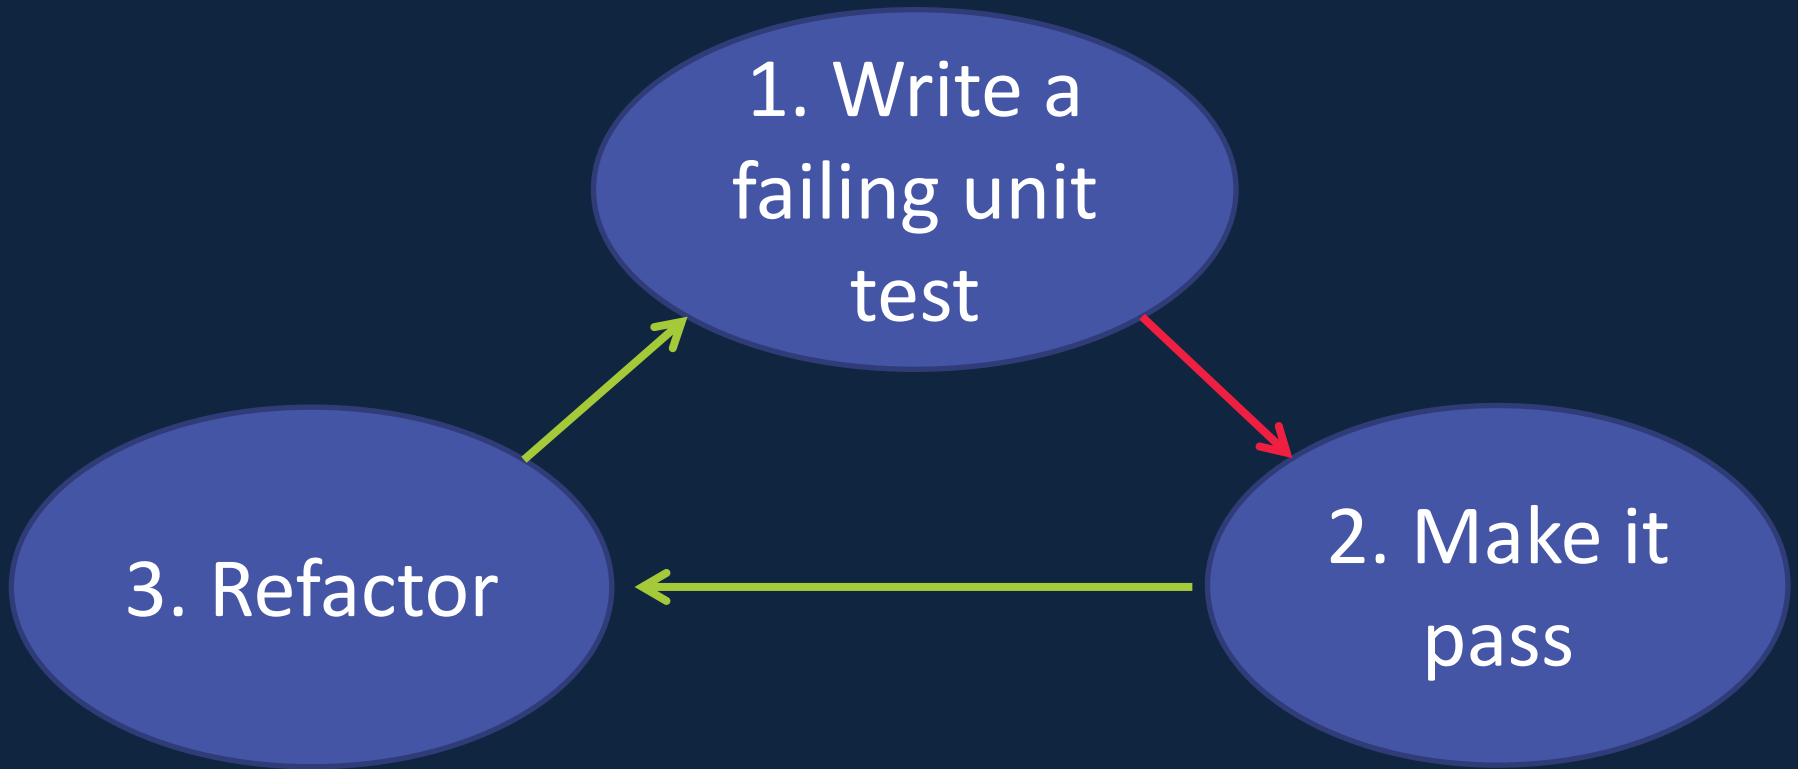 1. Write a
failing unit
test
2. Make it
pass
3. Refactor